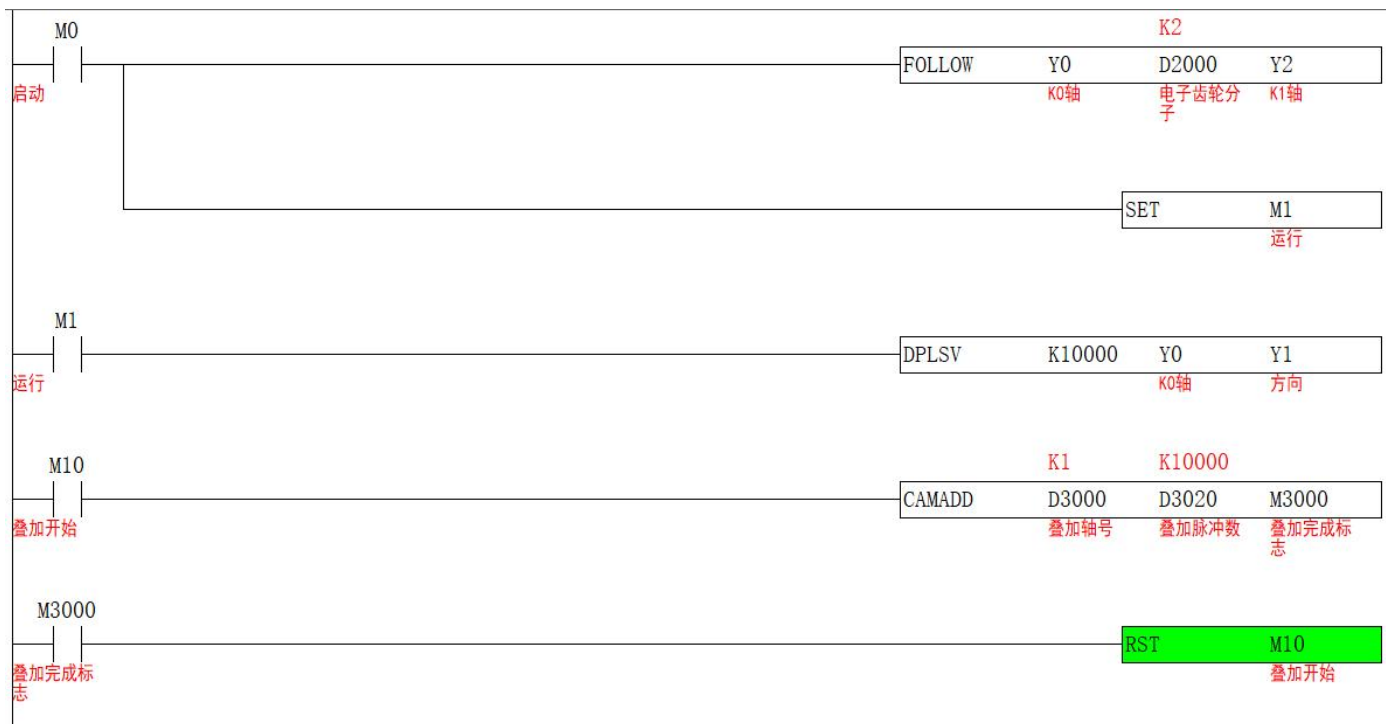 M0
K2
FOLLOW Y0 D2000 Y2
启动
K0轴
电子齿轮分
子
K1轴
SET M1
运行
M1
DPLSV K10000 Y0 Y1
运行
K0轴
方向
M10
K1 K10000
CAMADD D3000 D3020 M3000
叠加开始
叠加轴号
叠加脉冲数
叠加完成标
志
M3000
RST M10
叠加完成标
志
叠加开始